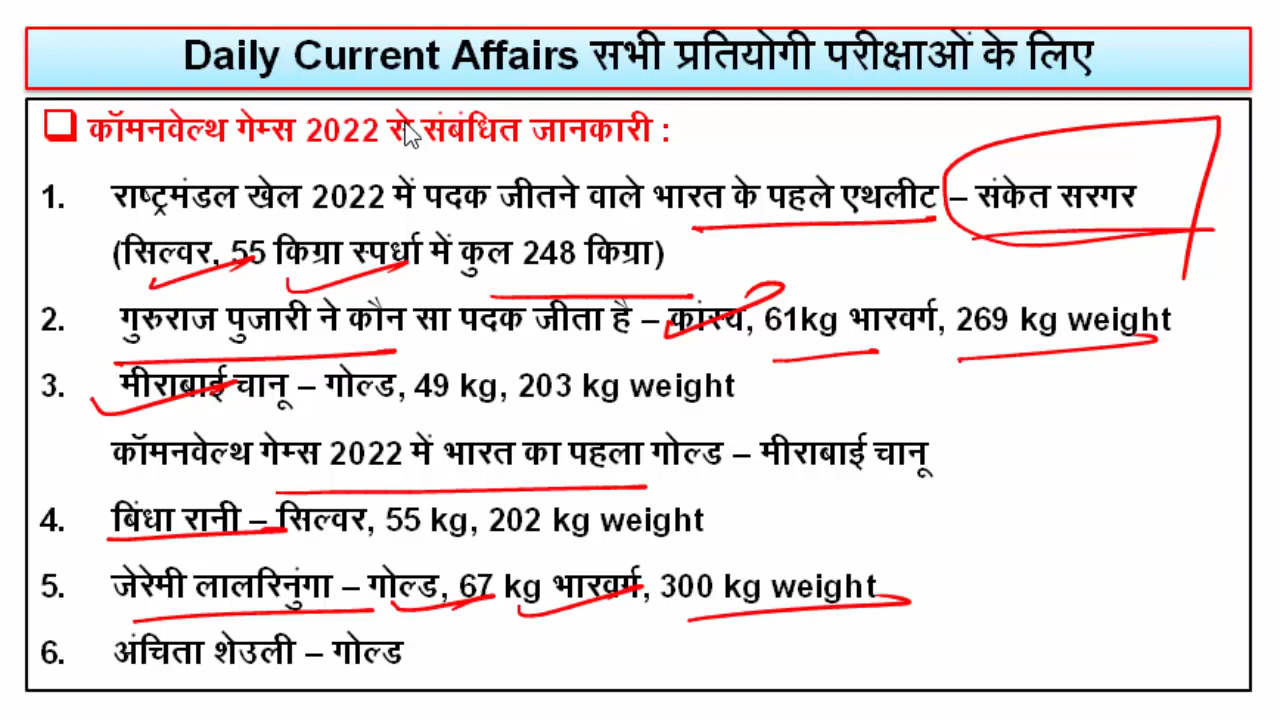 Daily Current Affairs सभी प्रतियोगी परीक्षाओं के लिए
कॉमनवेल्थ गेम्स 2022 से संबंधित जानकारी :
1. राष्ट्रमंडल खेल 2022 में पदक जीतने वाले भारत के पहले एथलीट – संकेत सरगर
(सिल्वर, 55 किग्रा स्पर्धा में कुल 248 किग्रा)
2. गुरुराज पुजारी ने कौन सा पदक जीता है – कांस्य, 61kg भारवर्ग, 269 kg weight
3. मीराबाई चानू – गोल्ड, 49 kg, 203 kg weight
कॉमनवेल्थ गेम्स 2022 में भारत का पहला गोल्ड – मीराबाई चानू
4. बिंधा रानी – सिल्वर, 55 kg, 202 kg weight
5. जेरेमी लालरिनुंगा – गोल्ड, 67 kg भारवर्ग, 300 kg weight
6. अंचिता शेउली – गोल्ड